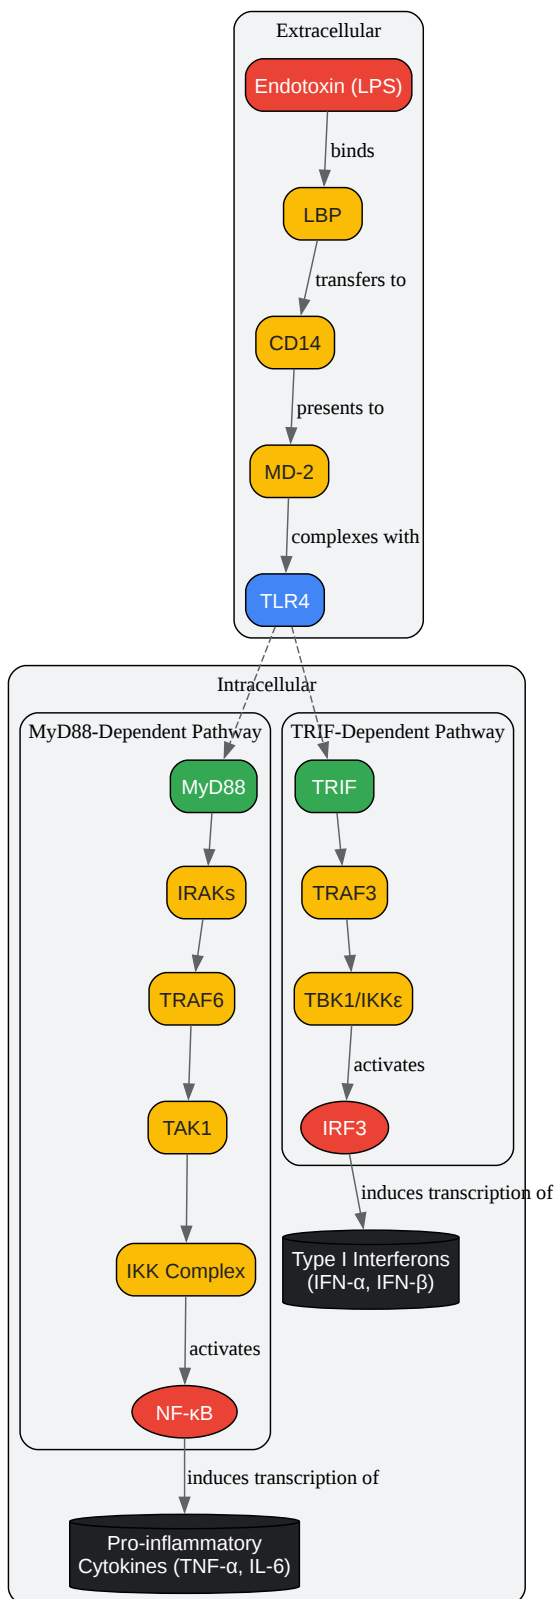 Extracellular
Endotoxin (LPS)
binds
LBP
transfers to
CD14
presents to
MD-2
complexes with
TLR4
Intracellular
MyD88-Dependent Pathway
TRIF-Dependent Pathway
MyD88
TRIF
IRAKs
TRAF3
TRAF6
TBK1/IKKε
activates
TAK1
IRF3
induces transcription of
Type I Interferons
(IFN-α, IFN-β)
IKK Complex
activates
NF-κB
induces transcription of
Pro-inflammatory
Cytokines (TNF-α, IL-6)